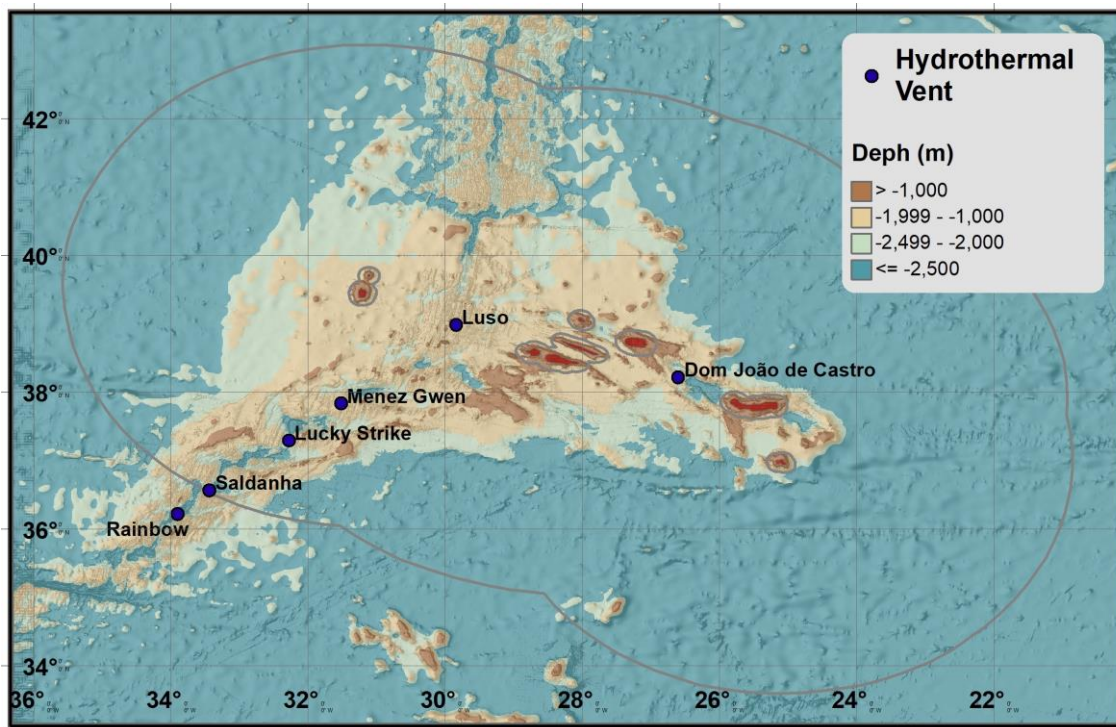 Hydrothermal
Vent
Deph (m)
> -1,000
-1,999 - -1,000
-2,499 - -2,000
<= -2,500
42°
40°
Luso
Dom João de Castro
38°
Menez Gwen
Lucky Strike
Saldanha
Rainbow
36°
34°
36° 34° 32° 30° 28° 26° 24° 22°